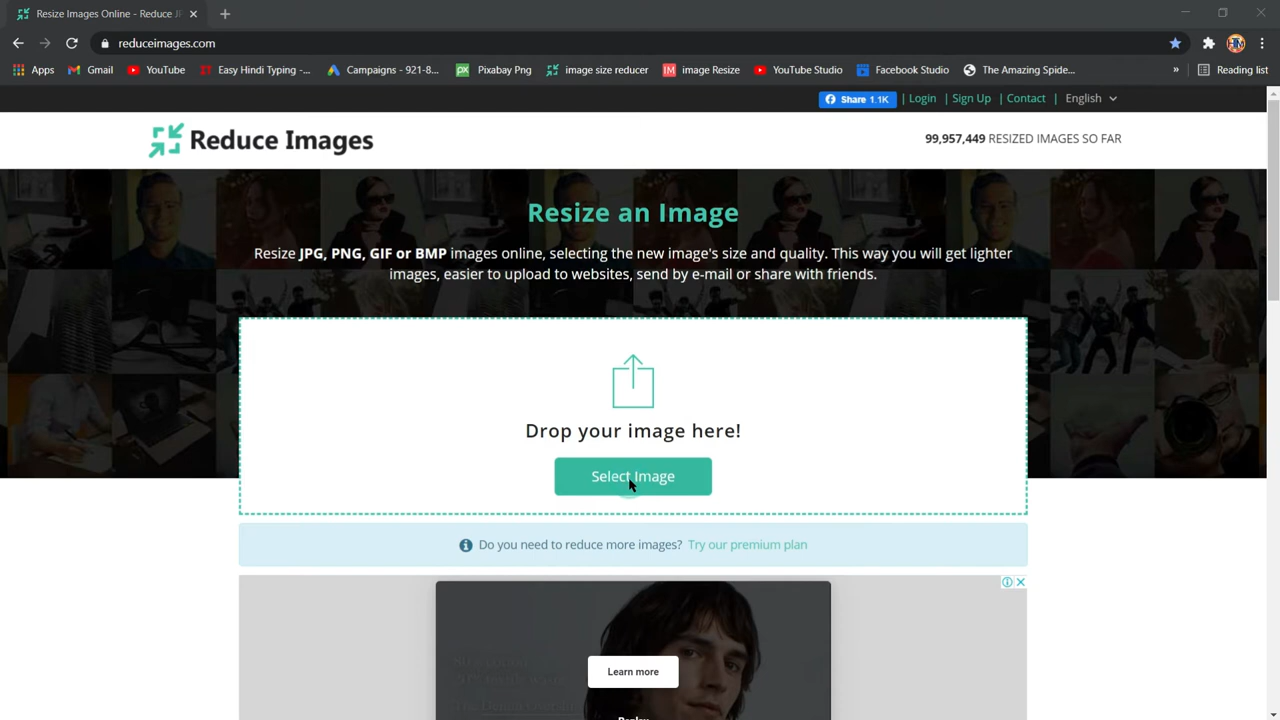 Resize Images Online - Reduce JP
reduceimages.com
Apps
Gmail
YouTube
Easy Hindi Typing -...
Campaigns - 921-8...
Pixabay Png
image size reducer
image Resize
YouTube Studio
Facebook Studio
The Amazing Spide...
»
Reading list
Share 1.1K | Login | Sign Up | Contact | English
Reduce Images
99,957,449 RESIZED IMAGES SO FAR
Resize an Image
Resize JPG, PNG, GIF or BMP images online, selecting the new image's size and quality. This way you will get lighter
images, easier to upload to websites, send by e-mail or share with friends.
Drop your image here!
Select Image
Do you need to reduce more images? Try our premium plan
Learn more